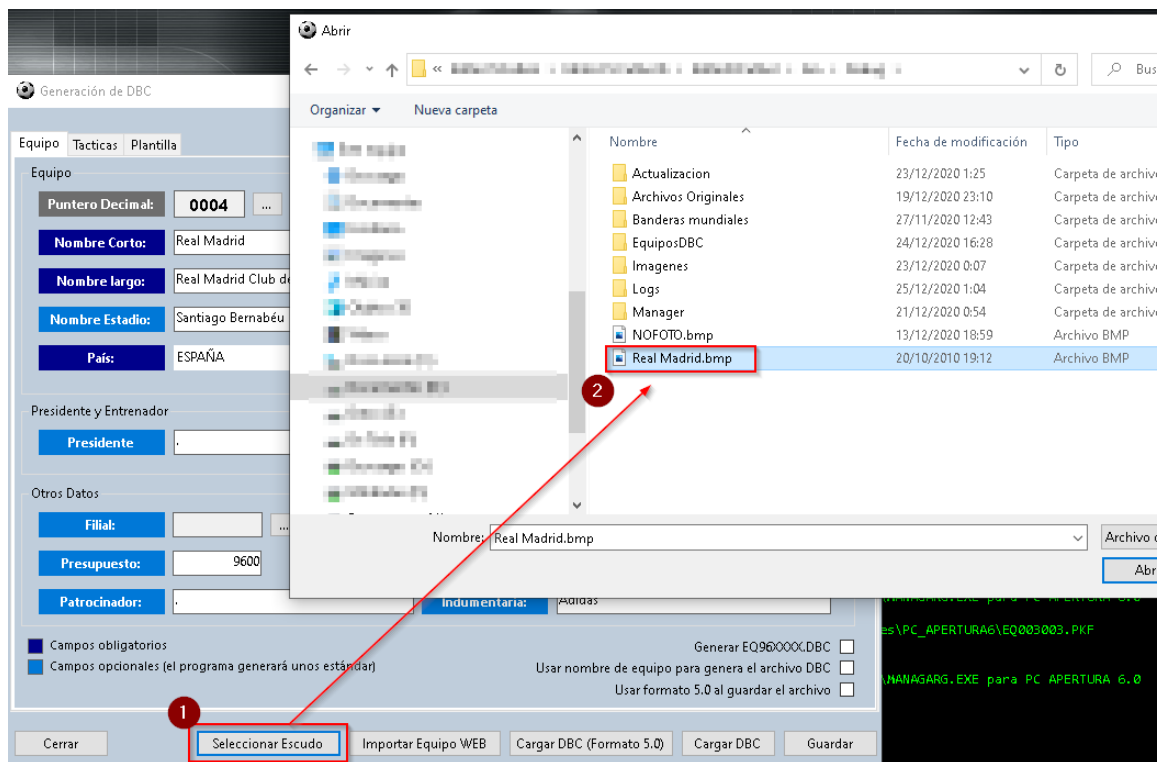 Abrir
Bus
Organizar
Nueva carpeta
Nombre
Fecha de modificación
Tipo
Actualizacion 23/12/2020 1:25 Carpeta de archiv
Archivos Originales 19/12/2020 23:10 Carpeta de archiv
Banderas mundiales 27/11/2020 12:43 Carpeta de archiv
EquiposDBC 24/12/2020 16:28 Carpeta de archiv
Imagenes 23/12/2020 0:07 Carpeta de archiv
Logs 25/12/2020 1:04 Carpeta de archiv
Manager 21/12/2020 0:54 Carpeta de archiv
NOFOTO.bmp 13/12/2020 18:59 Archivo BMP
Real Madrid.bmp 20/10/2010 19:12 Archivo BMP
2
Nombre: Real Madrid.bmp
Archivo
Abr
Generación de DBC
Equipo Tacticas Plantilla
Equipo
Puntero Decimal: 0004 ...
Nombre Corto: Real Madrid
Nombre largo: Real Madrid Club de
Nombre Estadio: Santiago Bernabéu
País: ESPAÑA
Presidente y Entrenador
Presidente .
Otros Datos
Filial: ...
Presupuesto: 9600
Patrocinador: . Indumentaria: Adidas
Campos obligatorios
Campos opcionales (el programa generará unos estándar)
Generar EQ96XXXX.DBC
Usar nombre de equipo para genera el archivo DBC
Usar formato 5.0 al guardar el archivo
es\PC_APERTURA6\EQ003003.PKF
\MANAGARG.EXE para PC APERTURA 6.0
1
Cerrar Seleccionar Escudo Importar Equipo WEB Cargar DBC (Formato 5.0) Cargar DBC Guardar